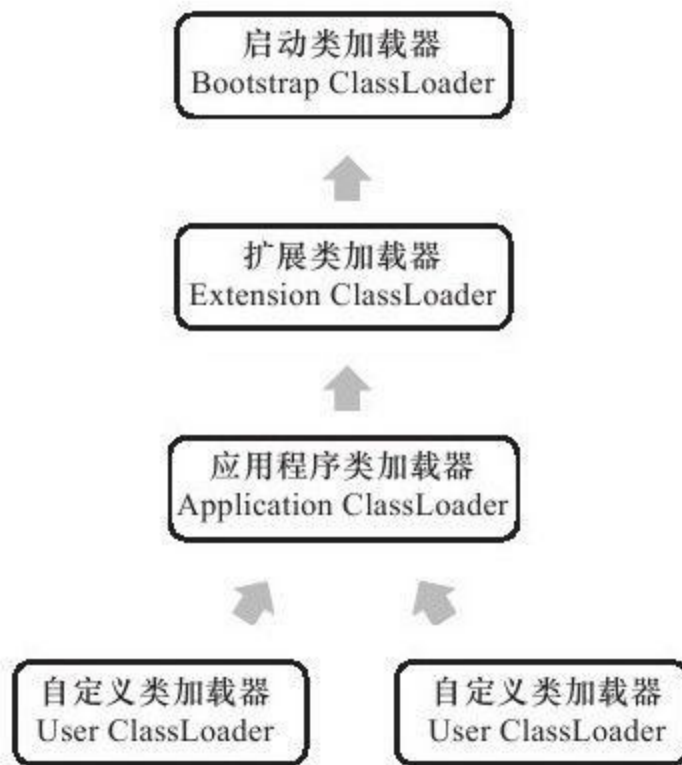 启动类加载器
Bootstrap ClassLoader
扩展类加载器
Extension ClassLoader
应用程序类加载器
Application ClassLoader
自定义类加载器
User ClassLoader
自定义类加载器
User ClassLoader